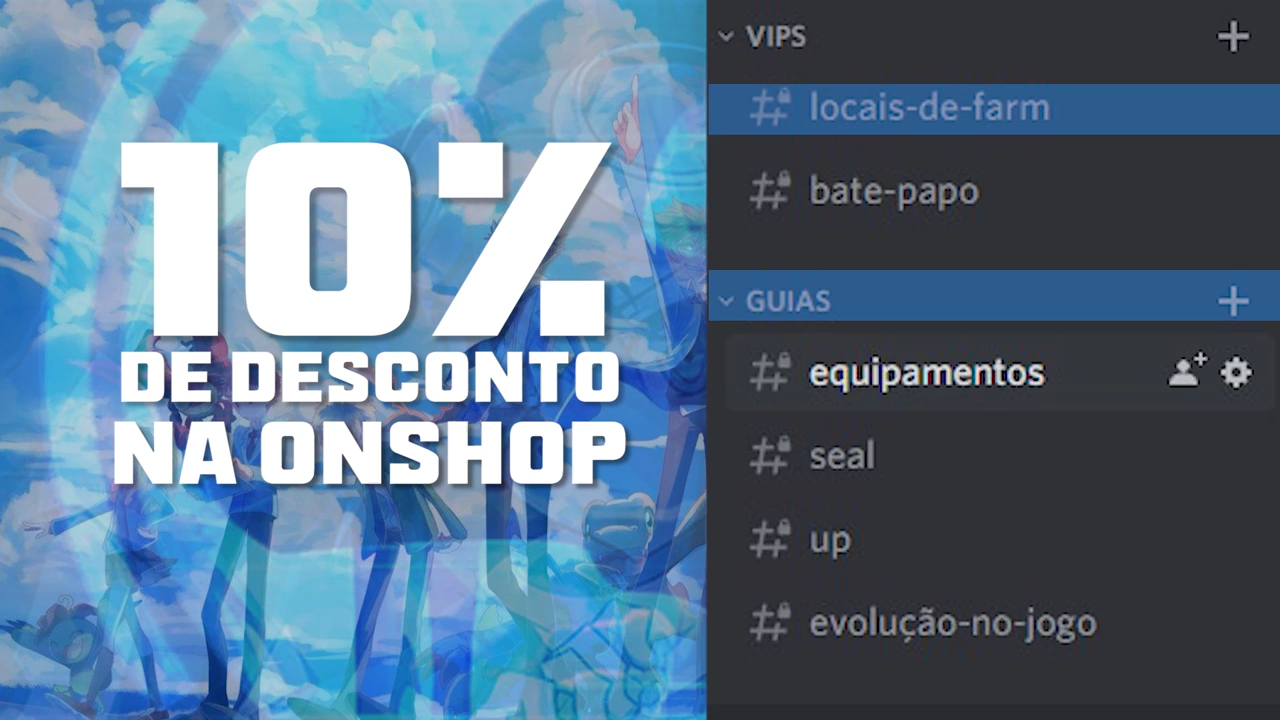 10%
DE DESCONTO
NA ONSHOP
VIPS
locais-de-farm
bate-papo
GUIAS
equipamentos
seal
up
evolução-no-jogo